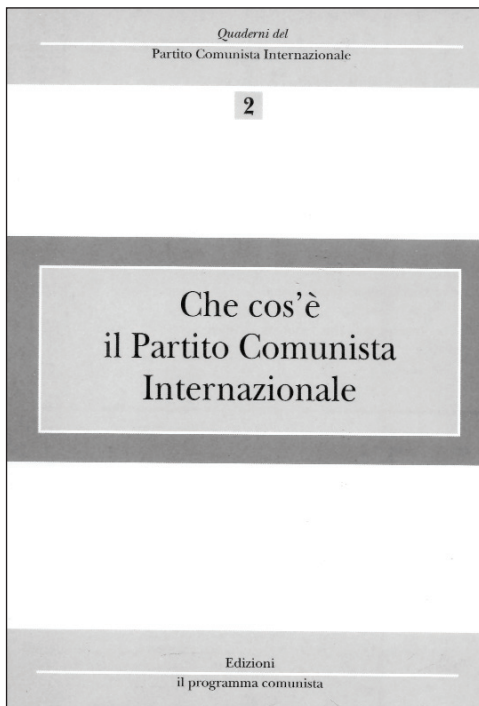 Quaderni del
Partito Comunista Internazionale
2
Che cos'è
il Partito Comunista
Internazionale
Edizioni
il programma comunista